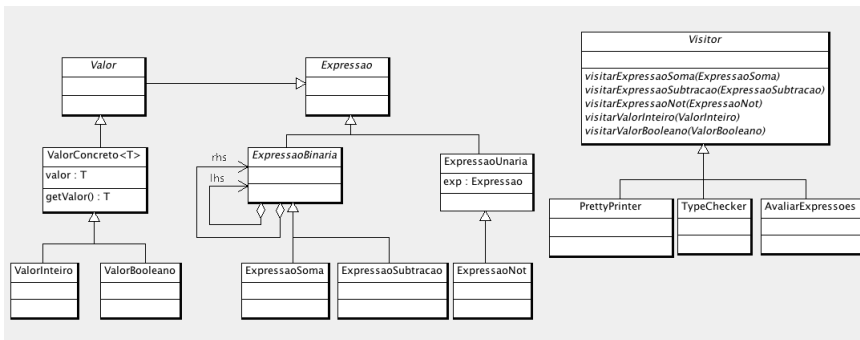 Valor
Expressao
Visitor
visitarExpressaoSoma(ExpressaoSoma)
visitarExpressaoSubtracao(ExpressaoSubtracao)
visitarExpressaoNot(ExpressaoNot)
visitarValorInteiro(ValorInteiro)
visitarValorBooleano(ValorBooleano)
ValorConcreto<T>
valor : T
getValor() : T
rhs
lhs
ExpressaoBinaria
ExpressaoUnaria
exp : Expressao
PrettyPrinter
TypeChecker
AvaliarExpressoes
ValorInteiro
ValorBooleano
ExpressaoSoma
ExpressaoSubtracao
ExpressaoNot